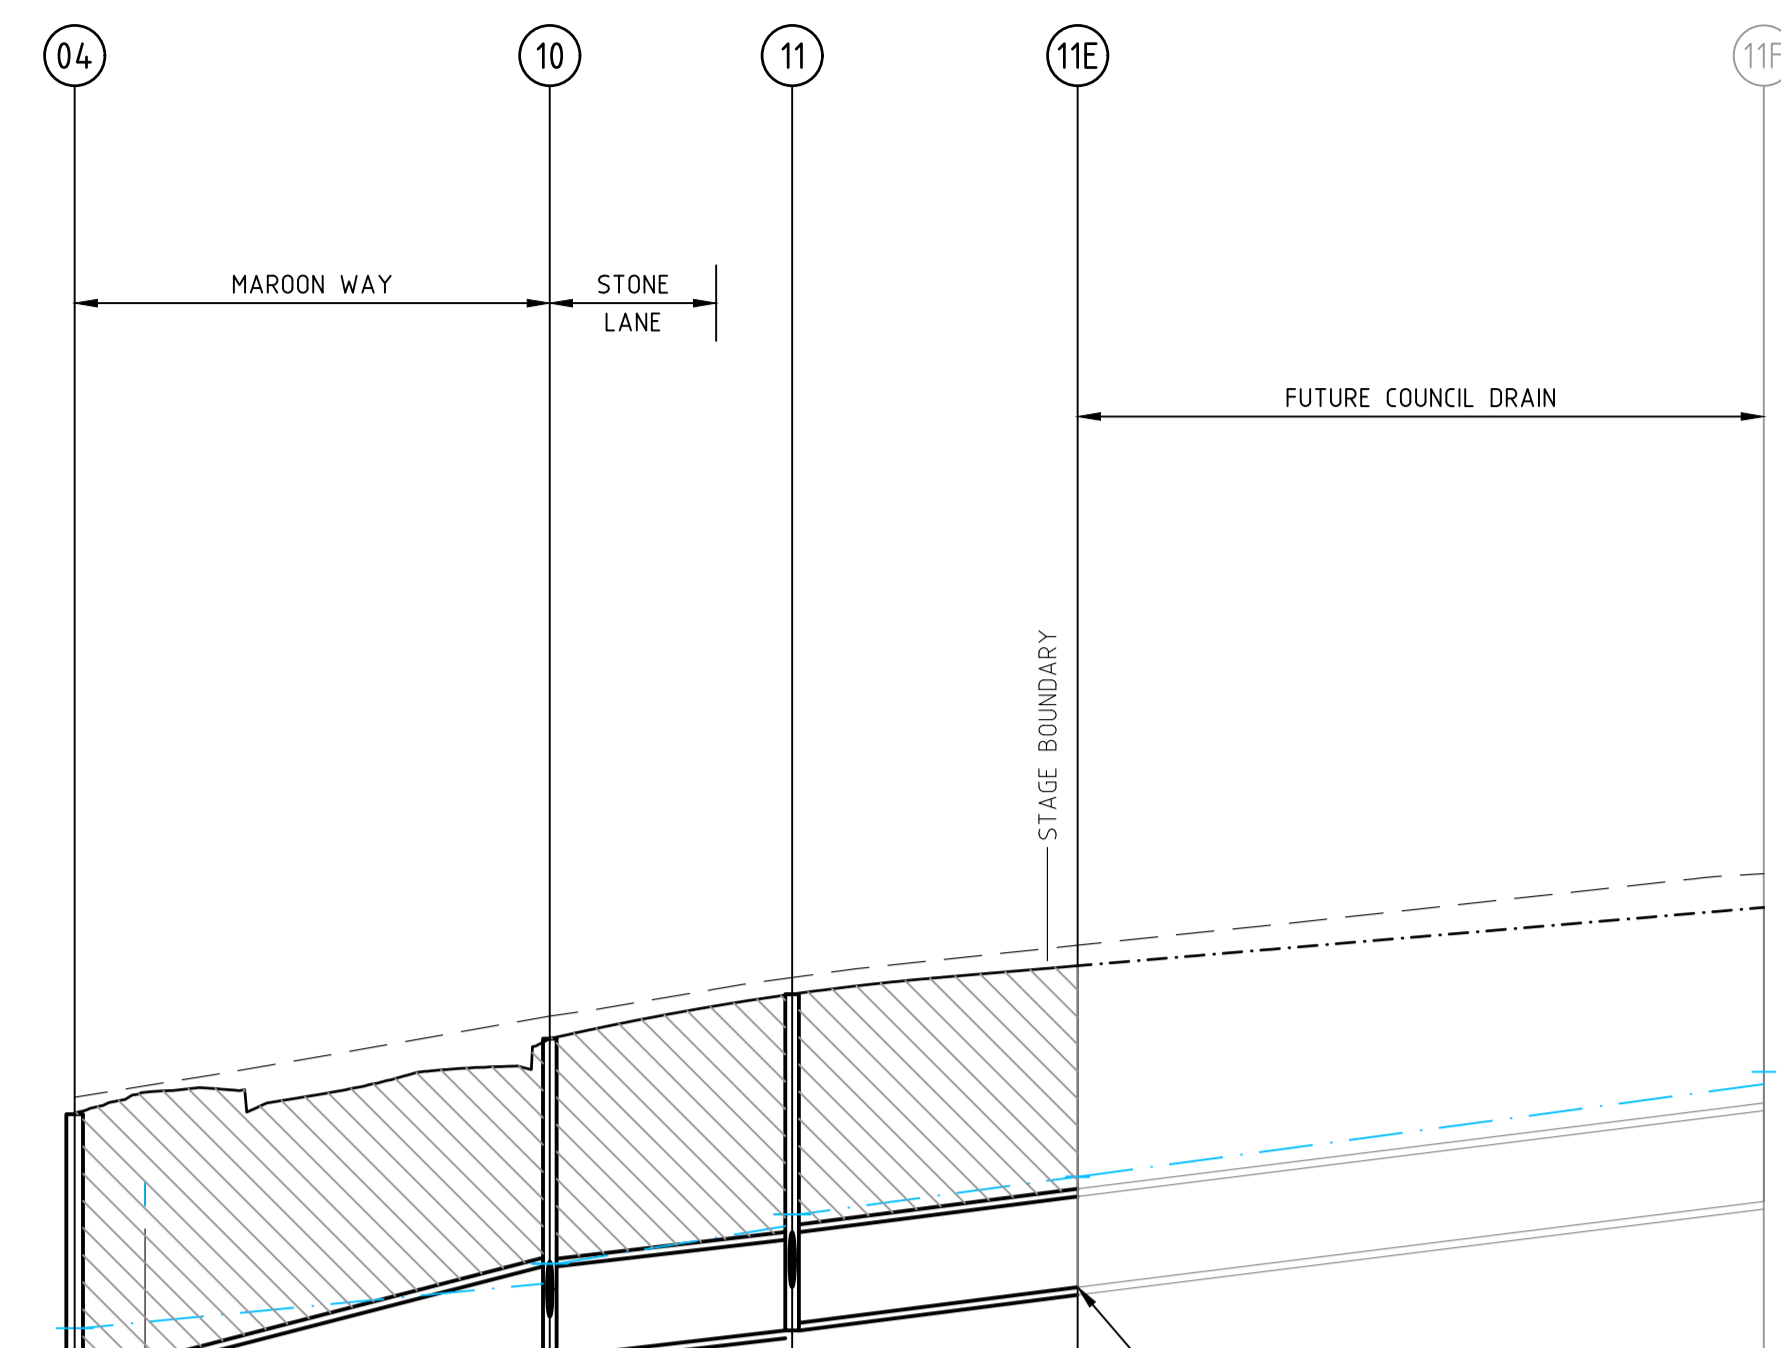 04 10 11 11E 11F
MAROON WAY
STONE
LANE
FUTURE COUNCIL DRAIN
STAGE BOUNDARY